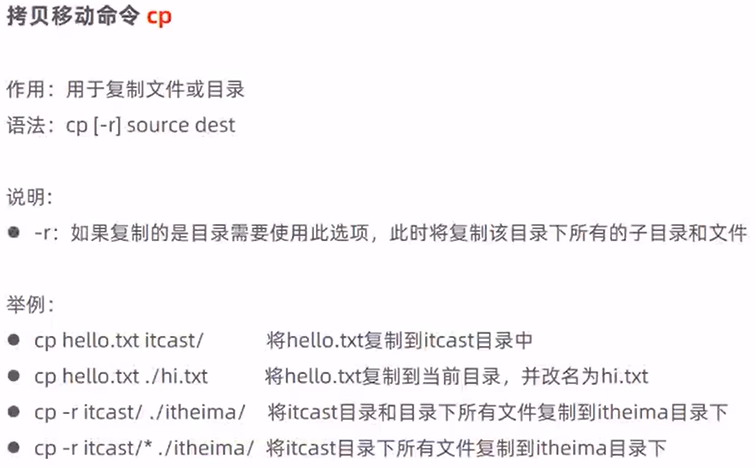 拷贝移动命令 cp
作用：用于复制文件或目录
语法：cp [-r] source dest
说明：
● -r：如果复制的是目录需要使用此选项，此时将复制该目录下所有的子目录和文件
举例：
● cp hello.txt itcast/ 将hello.txt复制到itcast目录中
● cp hello.txt ./hi.txt 将hello.txt复制到当前目录，并改名为hi.txt
● cp -r itcast/ ./itheima/ 将itcast目录和目录下所有文件复制到itheima目录下
● cp -r itcast/* ./itheima/ 将itcast目录下所有文件复制到itheima目录下